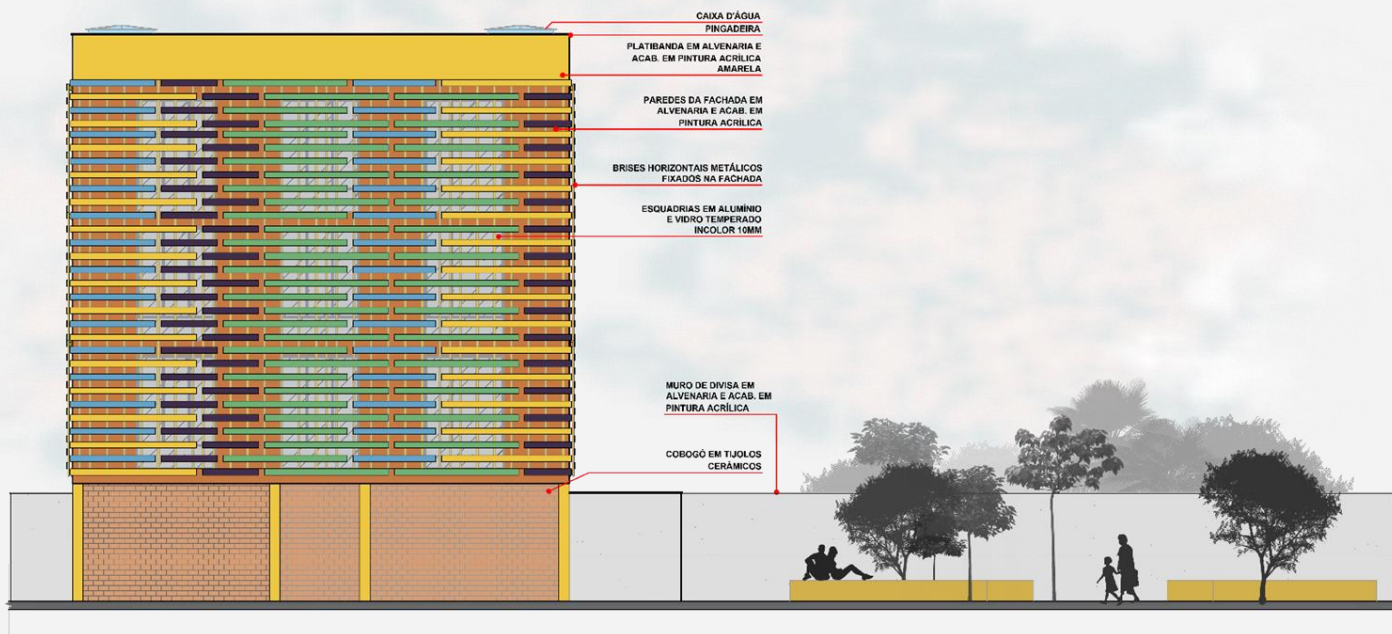 CAIXA D'ÁGUA
PINGADEIRA
PLATIBANDA EM ALVENARIA E
ACAB. EM PINTURA ACRÍLICA
AMARELA
PAREDES DA FACHADA EM
ALVENARIA E ACAB. EM
PINTURA ACRÍLICA
BRISES HORIZONTAIS METÁLICOS
FIXADOS NA FACHADA
ESQUADRIAS EM ALUMÍNIO
E VIDRO TEMPERADO
INCOLOR 10MM
MURO DE DIVISA EM
ALVENARIA E ACAB. EM
PINTURA ACRÍLICA
COBOGÓ EM TIJOLOS
CERÂMICOS